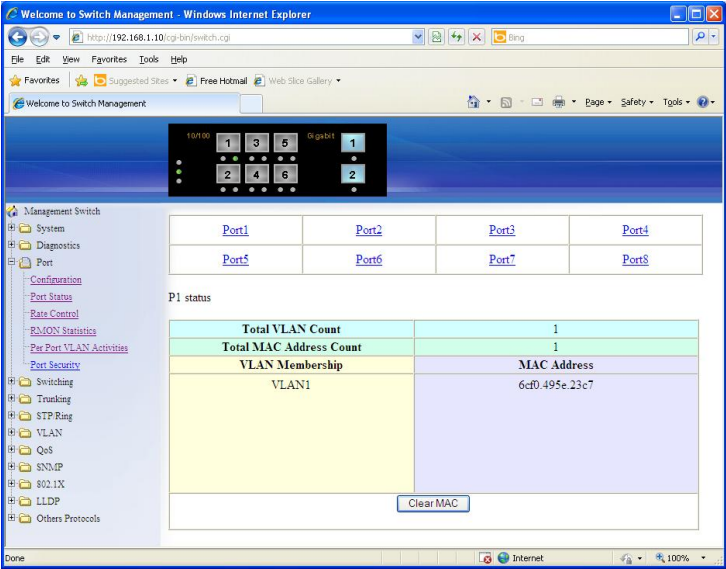 Welcome to Switch Management - Windows Internet Explorer
http://192.168.1.10/cgi-bin/switch.cgi
Bing
File Edit View Favorites Tools Help
Favorites Suggested Sites Free Hotmail Web Slice Gallery
Welcome to Switch Management
Page Safety Tools
10/100 1 3 5 Gigabit 1
2 4 6 2
Management Switch
System
Diagnostics
Port
Configuration
Port Status
Rate Control
RMON Statistics
Per Port VLAN Activities
Port Security
Switching
Trunking
STP/Ring
VLAN
QoS
SNMP
802.1X
LLDP
Others Protocols
Port1 Port2 Port3 Port4
Port5 Port6 Port7 Port8
P1 status
Total VLAN Count 1
Total MAC Address Count 1
VLAN Membership MAC Address
VLAN1 6cf0.495e.23c7
Clear MAC
Done Internet 100%